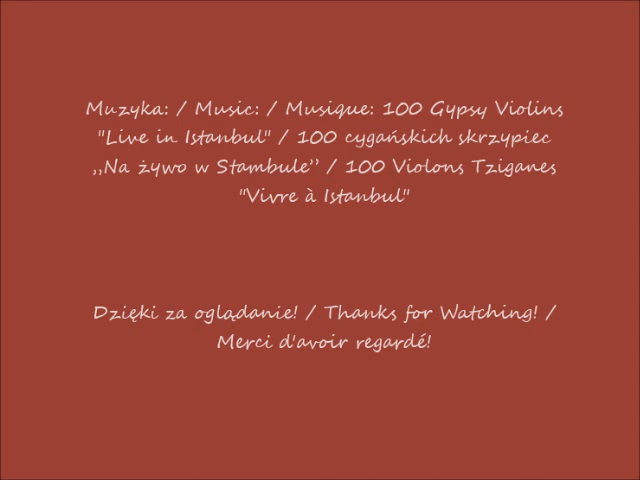 Muzyka: / Music: / Musique: 100 Gypsy Violins
"Live in Istanbul" / 100 cygańskich skrzypiec
„Na żywo w Stambule” / 100 Violons Tziganes
"Vivre à Istanbul"
Dzięki za oglądanie! / Thanks for Watching! /
Merci d'avoir regardé!